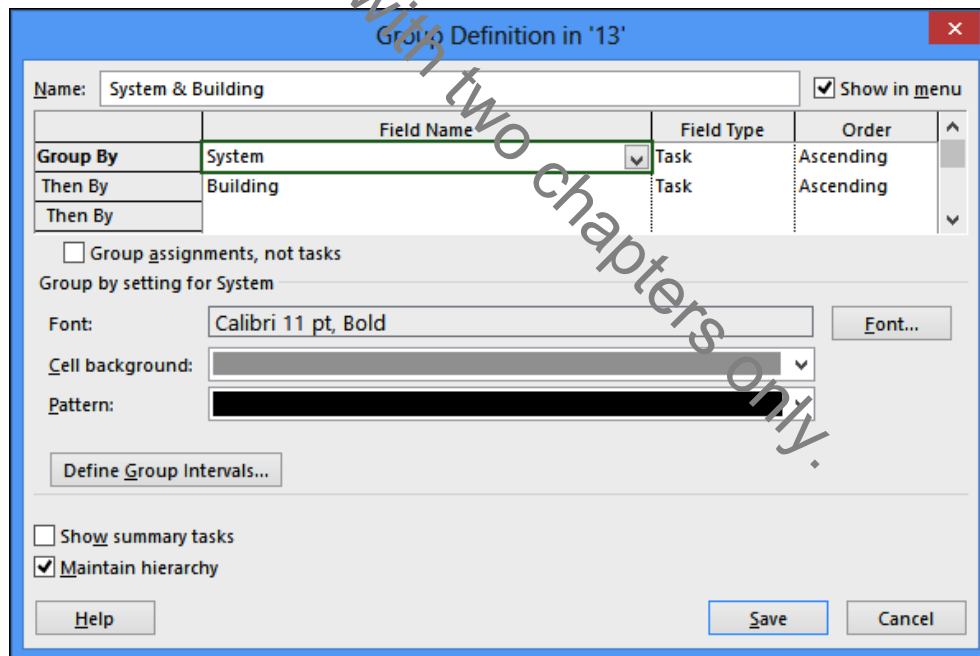 Group Definition in '13'
Name: System & Building Show in menu
Field Name Field Type Order
Group By System Task Ascending
Then By Building Task Ascending
Then By
Group assignments, not tasks
Group by setting for System
Font: Calibri 11 pt, Bold Font...
Cell background:
Pattern:
Define Group Intervals...
Show summary tasks
Maintain hierarchy
Help Save Cancel
with two chapters only.